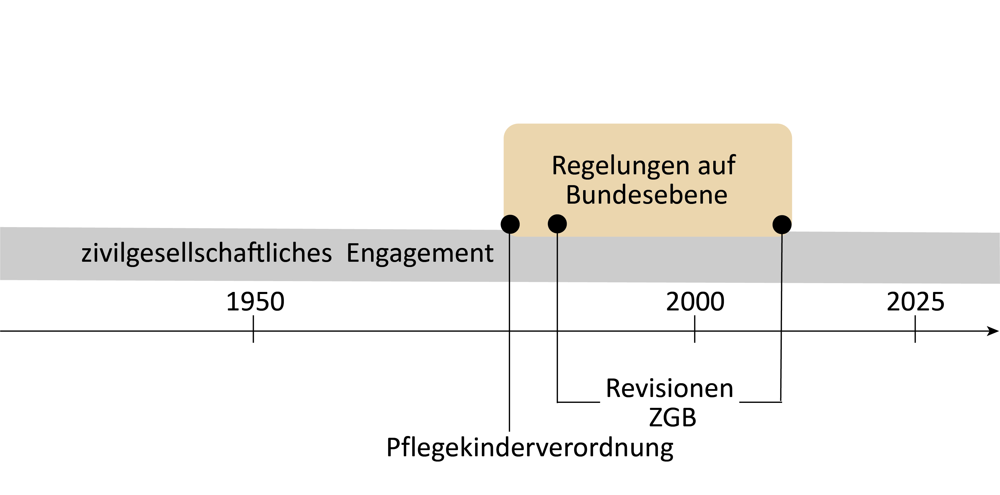 Regelungen auf
Bundesebene
zivilgesellschaftliches Engagement
1950
2000
2025
Revisionen
ZGB
Pflegekinderverordnung